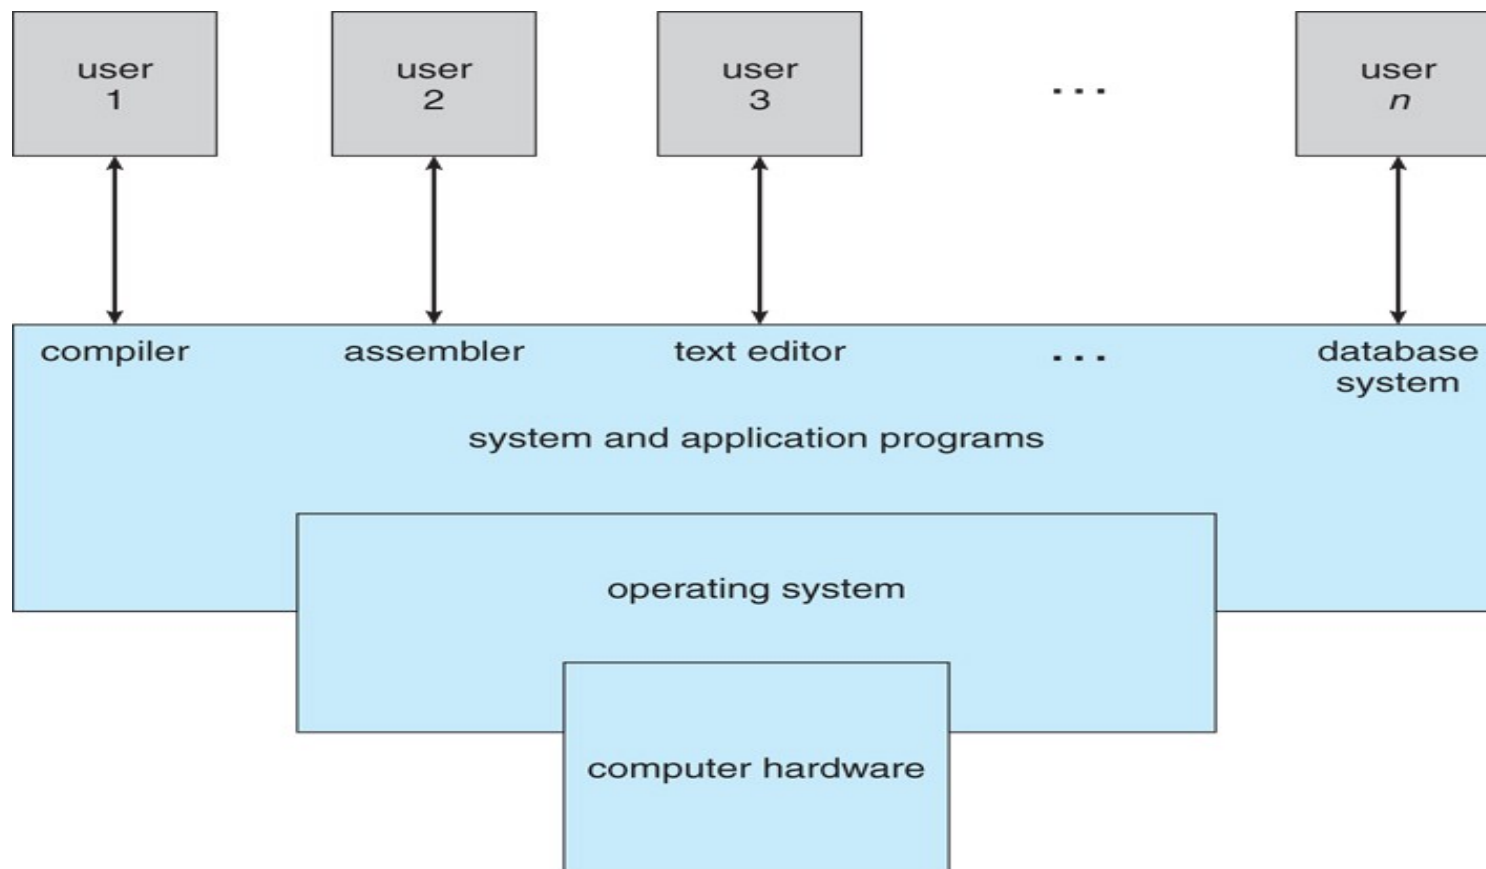 user
1
user
2
user
3
...
user
n
compiler
assembler
text editor
...
database
system
system and application programs
operating system
computer hardware